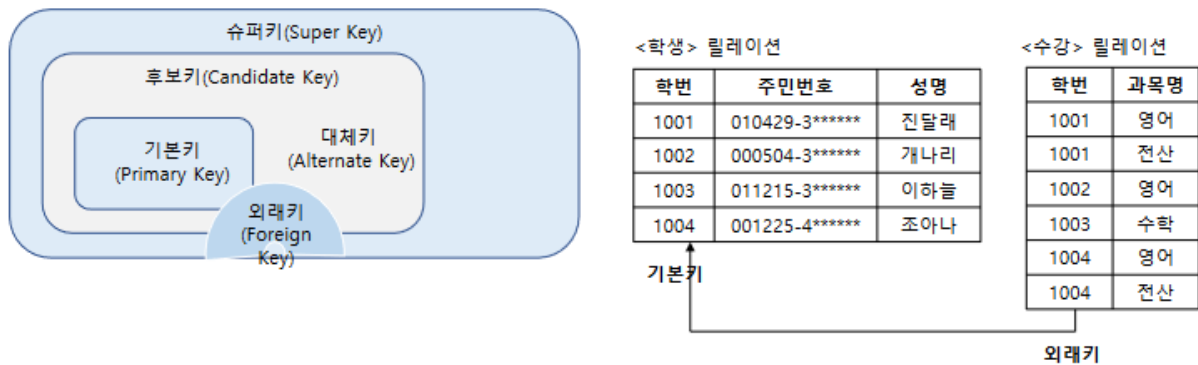 슈퍼키(Super Key)
후보키(Candidate Key)
기본키
(Primary Key)
대체키
(Alternate Key)
외래키
(Foreign
Key)
<학생> 릴레이션
학번 주민번호 성명
1001 010429-3****** 진달래
1002 000504-3****** 개나리
1003 011215-3****** 이하늘
1004 001225-4****** 조아나
기본키
<수강> 릴레이션
학번 과목명
1001 영어
1001 전산
1002 영어
1003 수학
1004 영어
1004 전산
외래키